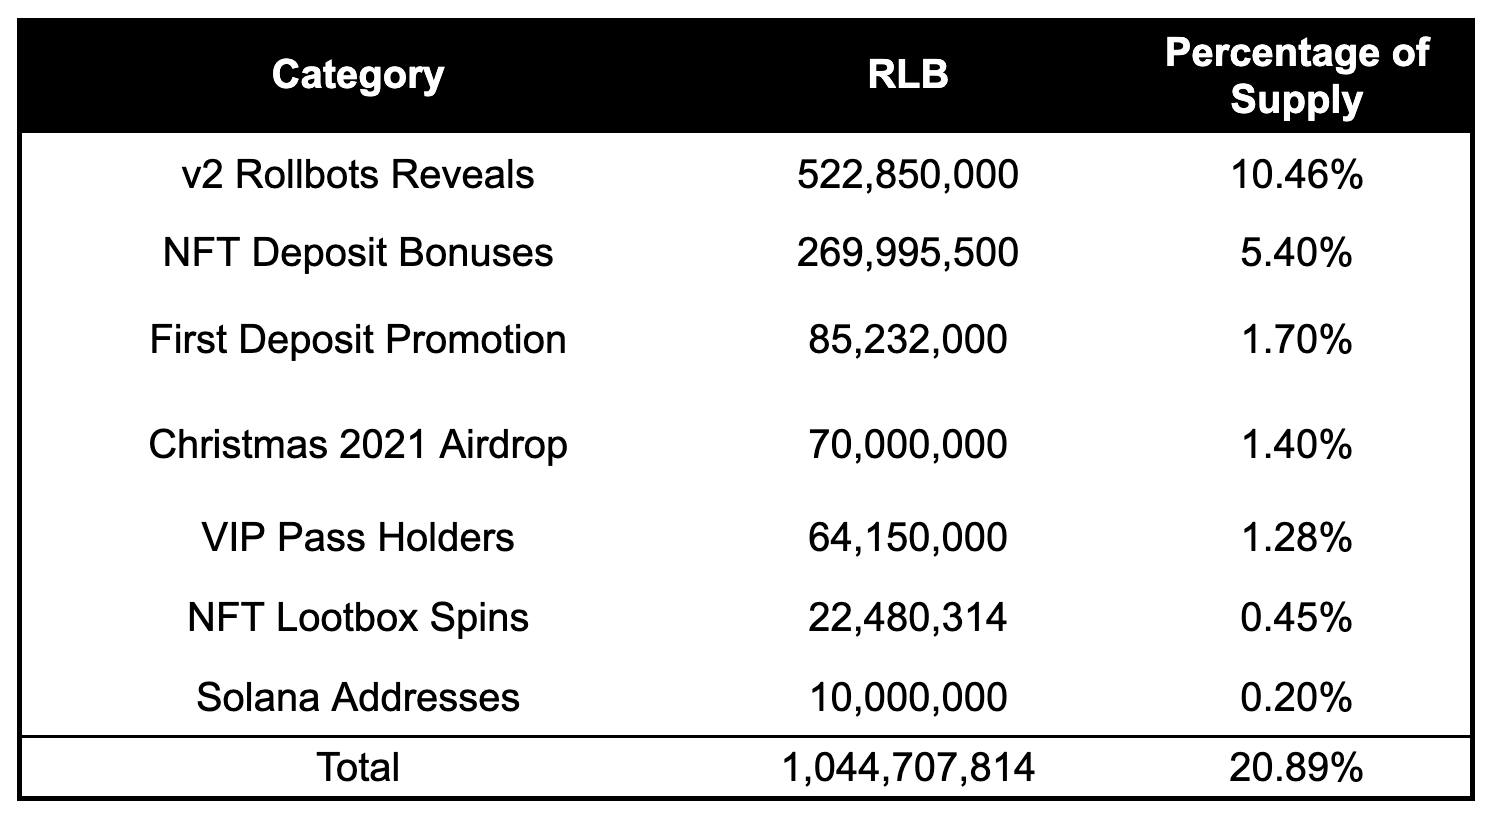 Category RLB Percentage of Supply
v2 Rollbots Reveals 522,850,000 10.46%
NFT Deposit Bonuses 269,995,500 5.40%
First Deposit Promotion 85,232,000 1.70%
Christmas 2021 Airdrop 70,000,000 1.40%
VIP Pass Holders 64,150,000 1.28%
NFT Lootbox Spins 22,480,314 0.45%
Solana Addresses 10,000,000 0.20%
Total 1,044,707,814 20.89%